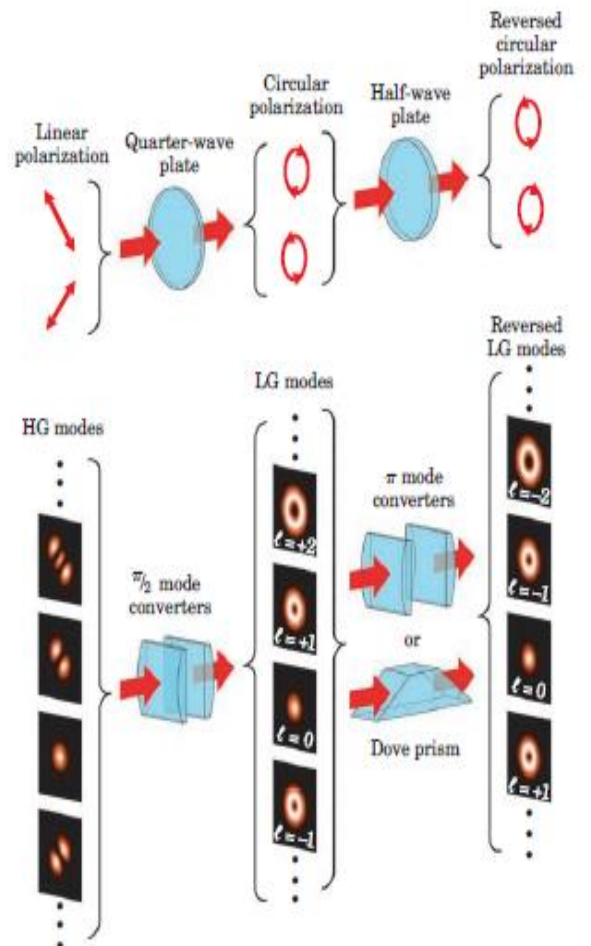 Linear
polarization
Quarter-wave
plate
Circular
polarization
Half-wave
plate
Reversed
circular
polarization
HG modes
π/2 mode
converters
LG modes
ℓ=+2
ℓ=+1
ℓ=0
ℓ=−1
π mode
converters
or
Dove prism
Reversed
LG modes
ℓ=−2
ℓ=−1
ℓ=0
ℓ=+1